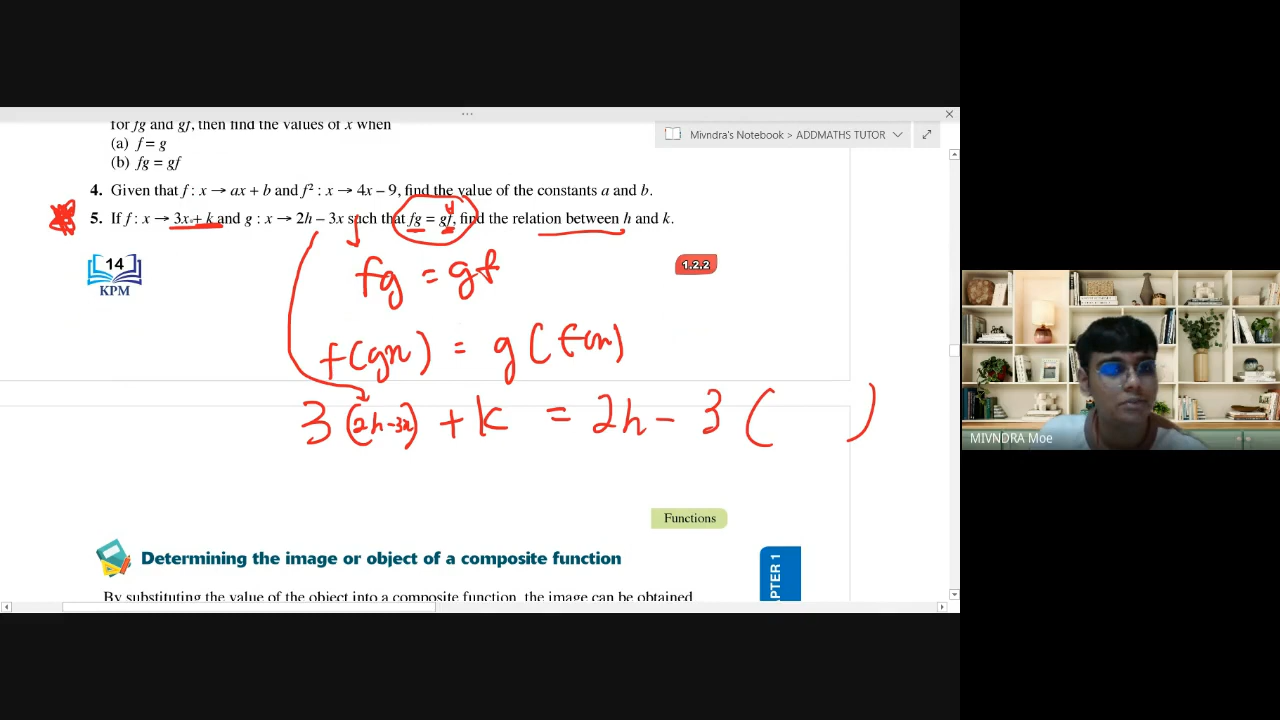 for fg and gf, then find the values of x when
(a) f = g
(b) fg = gf
Mivndra's Notebook > ADDMATHS TUTOR
4. Given that f : x → ax + b and f² : x → 4x – 9, find the value of the constants a and b.
5. If f : x → 3x + k and g : x → 2h – 3x such that fg = gf, find the relation between h and k.
14
KPM
1.2.2
fg = gf
f(gx) = g(f(x))
3(2h-3x) + k = 2h - 3( )
MIVNDRA Moe
Functions
Determining the image or object of a composite function
By substituting the value of the object into a composite function, the image can be obtained